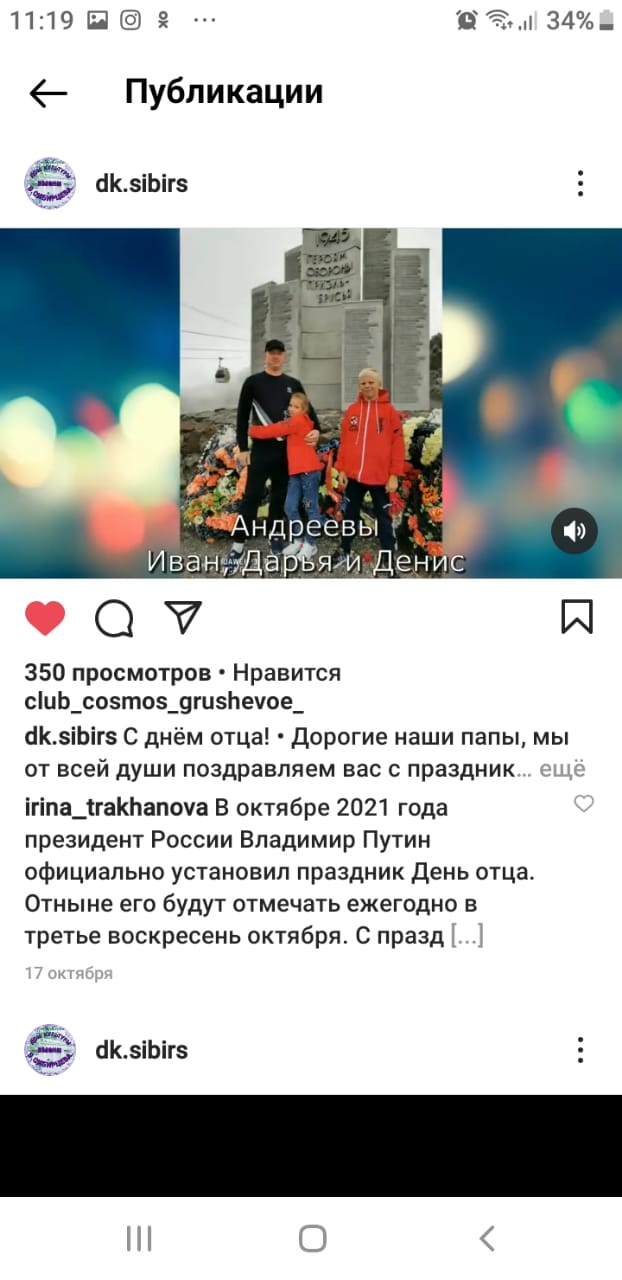 11:19
34%
Публикации
dk.sibirs
1945
ГЕРОЯМ
ОБОРОНЫ
ПРИЭЛЬ-
БРУСЬЯ
Андреевы
Иван, Дарья и Денис
350 просмотров • Нравится
club_cosmos_grushevoe_
dk.sibirs С днём отца! • Дорогие наши папы, мы
от всей души поздравляем вас с праздник... ещё
irina_trakhanova В октябре 2021 года
президент России Владимир Путин
официально установил праздник День отца.
Отныне его будут отмечать ежегодно в
третье воскресень октября. С празд [...]
17 октября
dk.sibirs